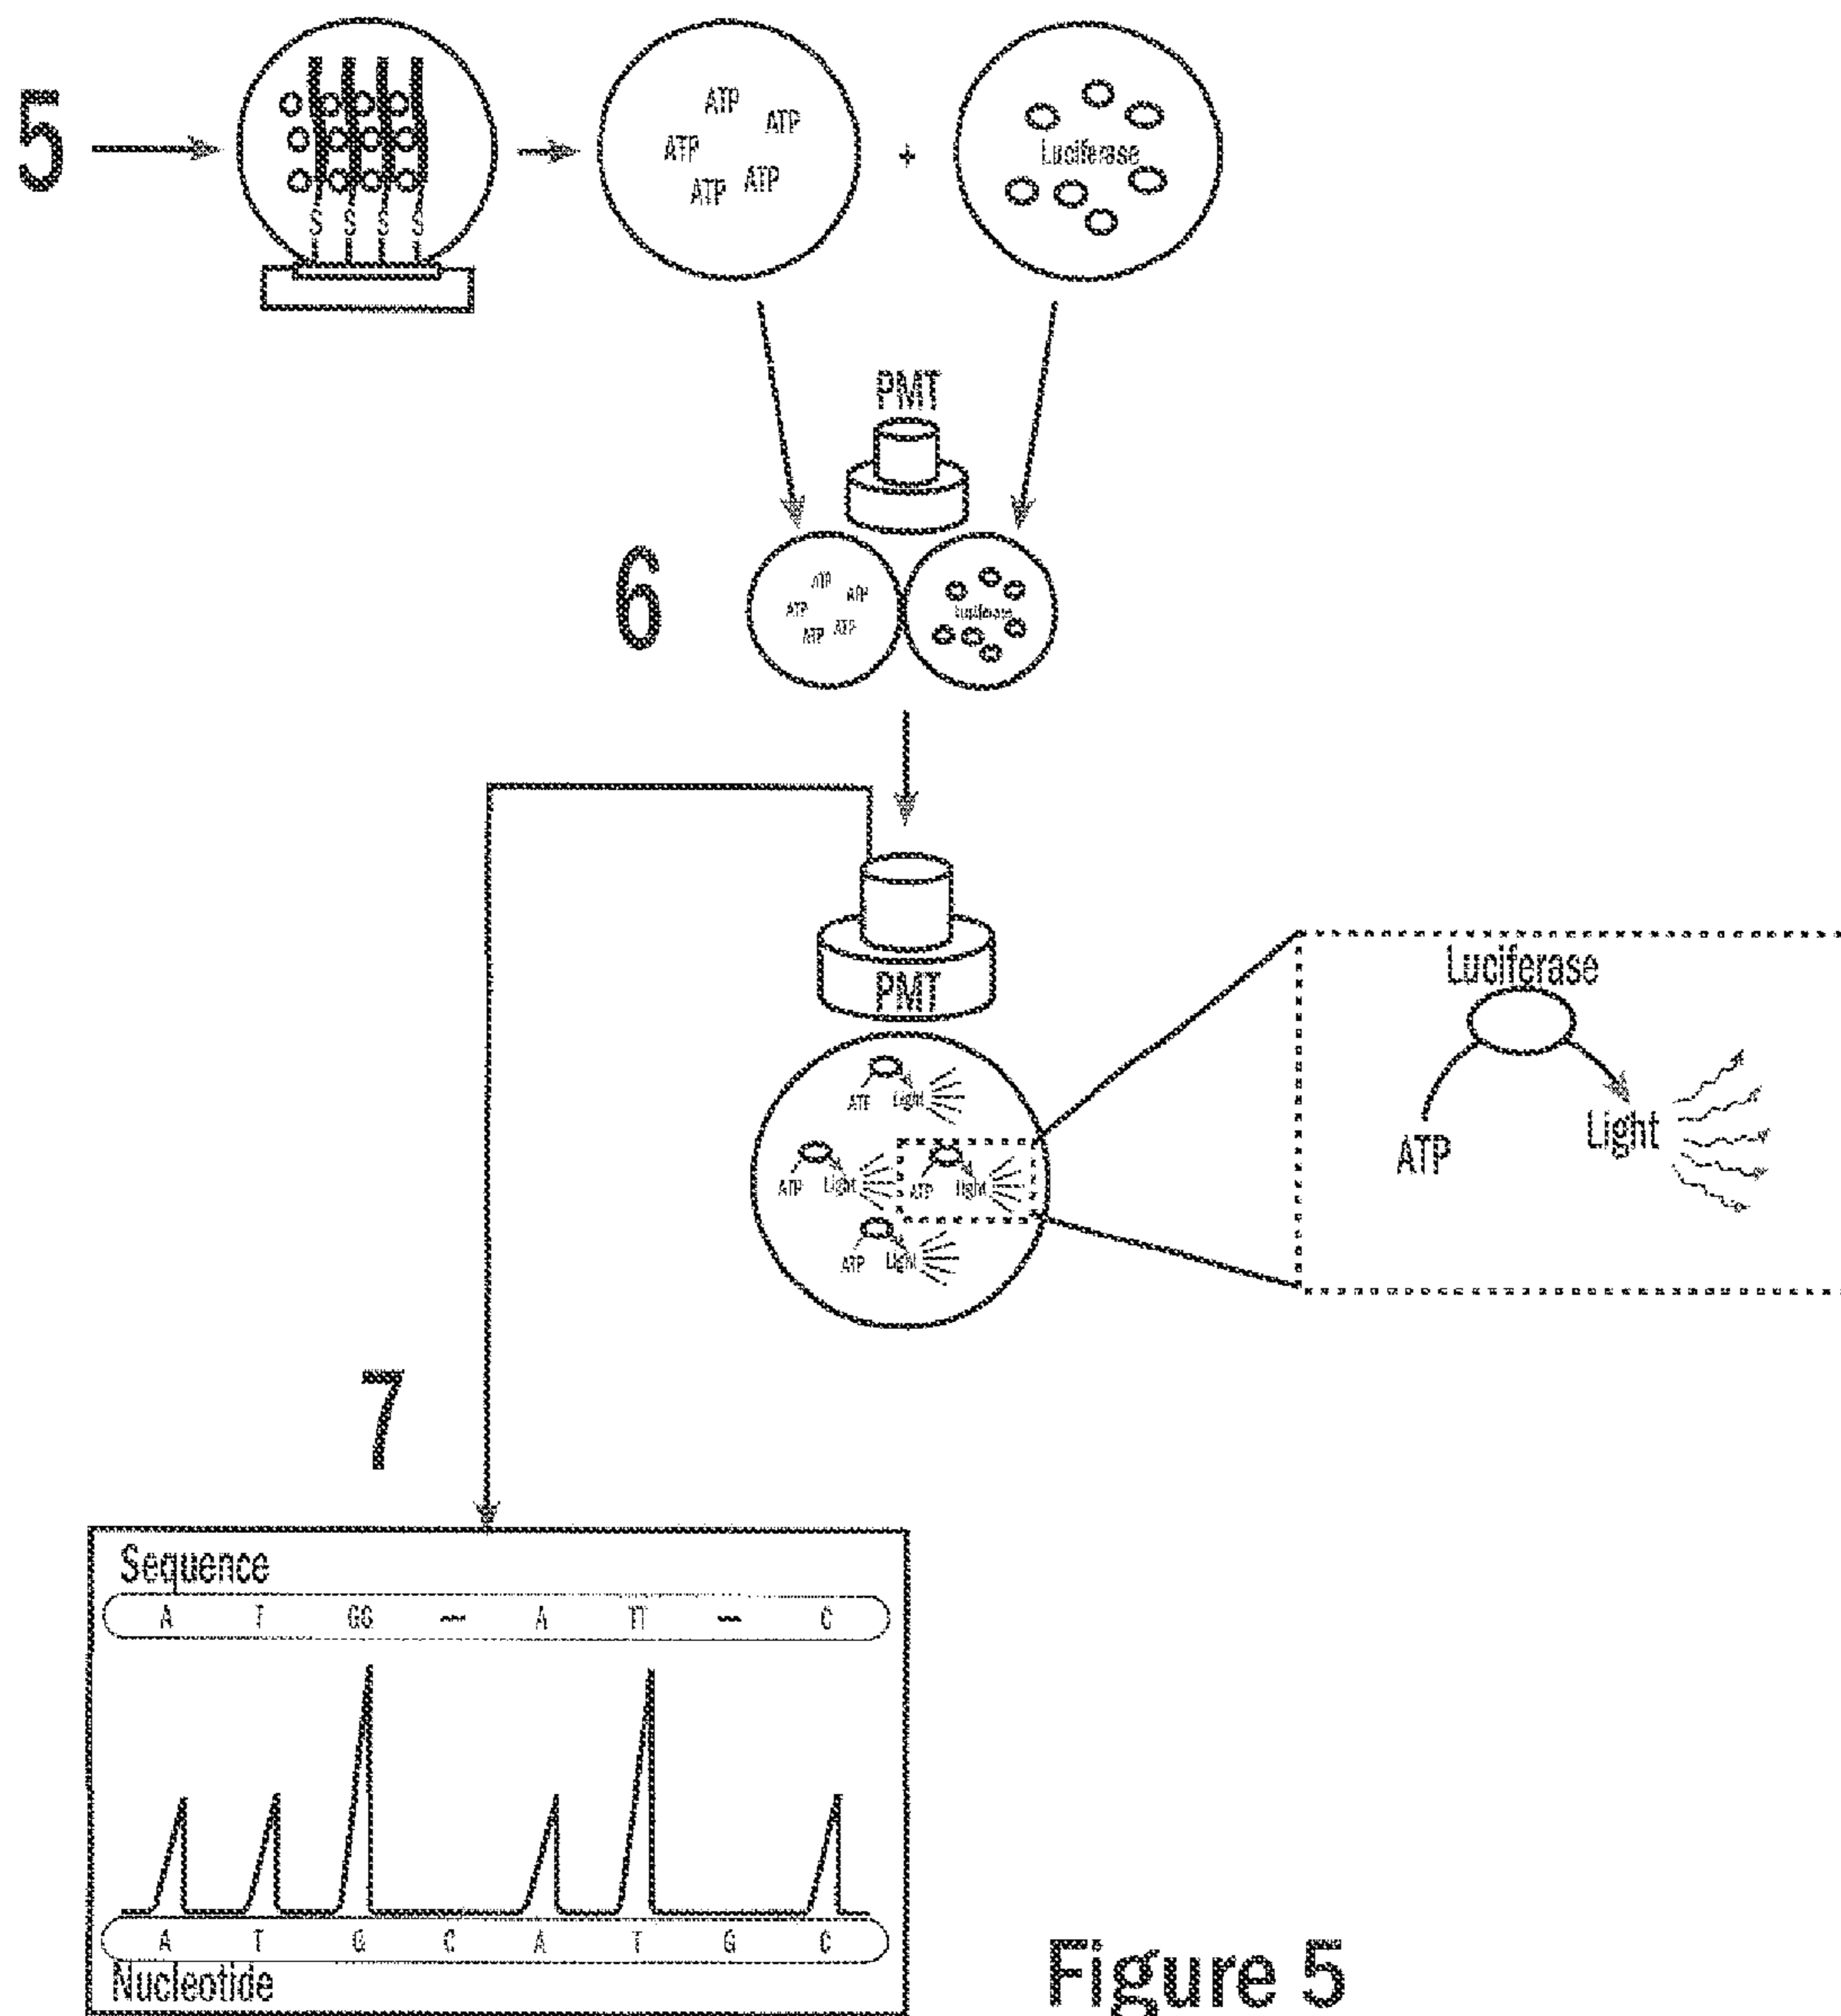 5
S S S S
ATP
ATP
ATP
ATP
ATP
+
Luciferase
PMT
6
ATP
ATP
ATP
ATP
ATP
Luciferase
PMT
Luciferase
ATP
Light
ATP Light
ATP Light
ATP Light
ATP Light
7
Sequence
A T GG — A TT — C
A T G C A T G C
Nucleotide
Figure 5